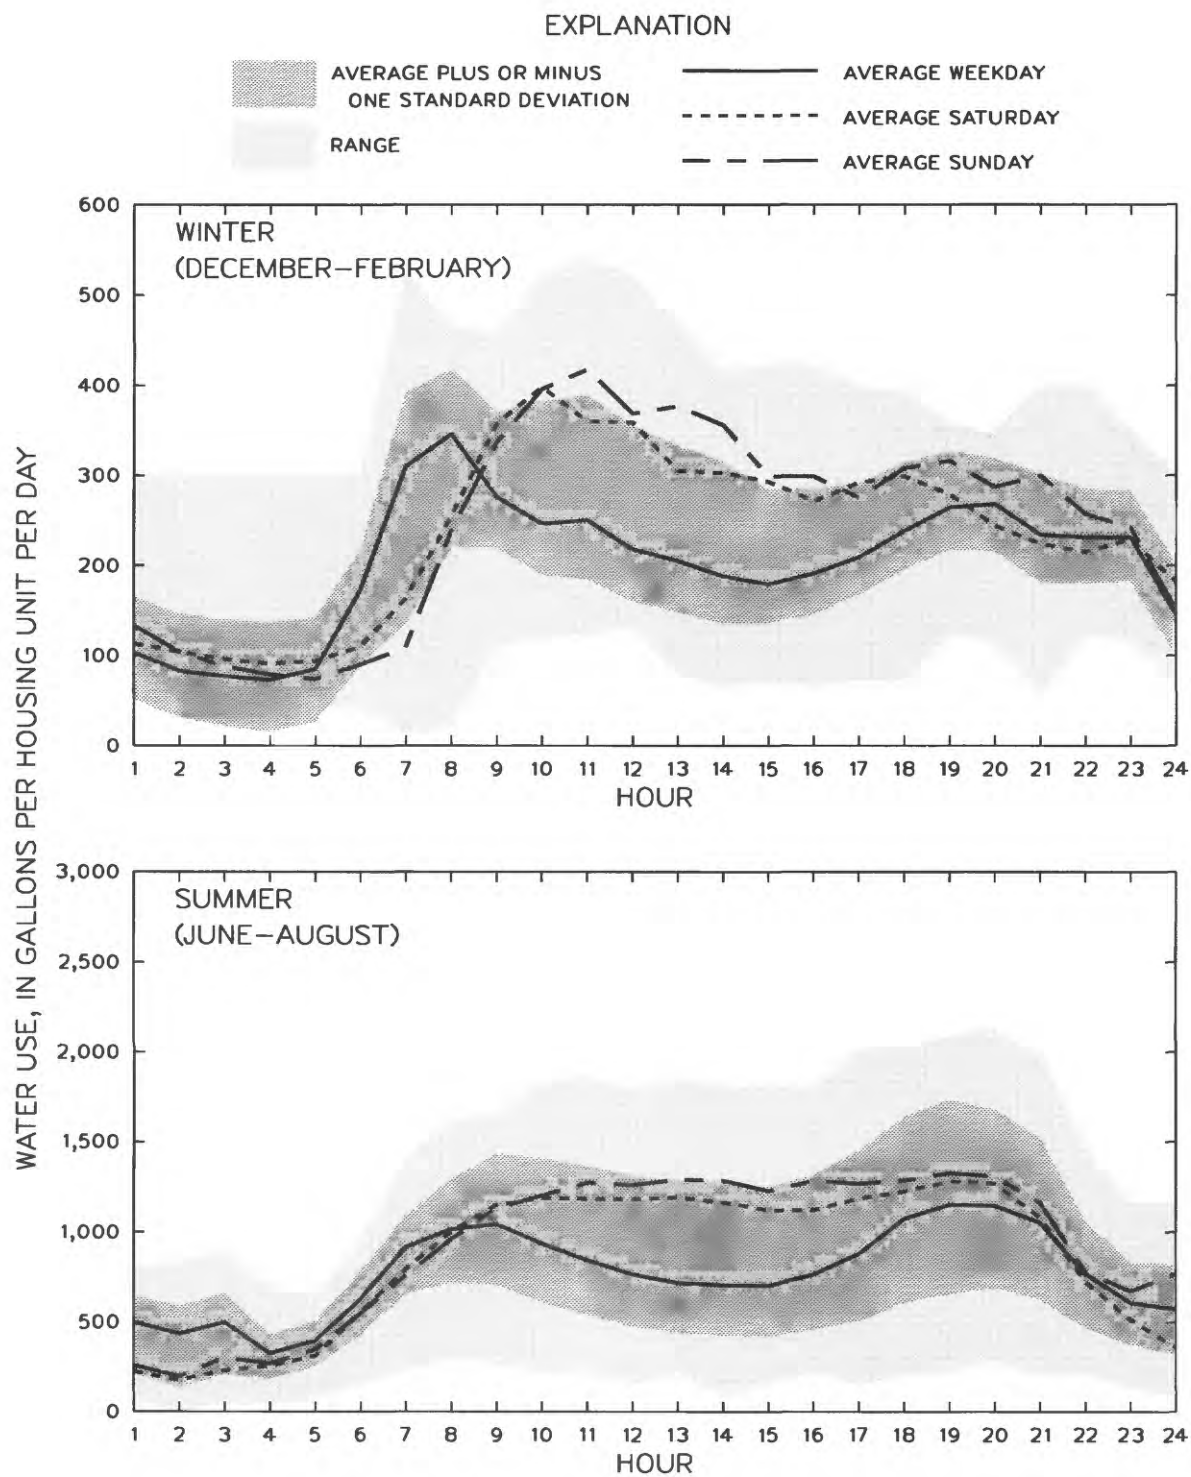 EXPLANATION
AVERAGE PLUS OR MINUS
ONE STANDARD DEVIATION
RANGE
AVERAGE WEEKDAY
AVERAGE SATURDAY
AVERAGE SUNDAY
WATER USE, IN GALLONS PER HOUSING UNIT PER DAY
600
500
400
300
200
100
0
WINTER
(DECEMBER–FEBRUARY)
1 2 3 4 5 6 7 8 9 10 11 12 13 14 15 16 17 18 19 20 21 22 23 24
HOUR
3,000
2,500
2,000
1,500
1,000
500
0
SUMMER
(JUNE–AUGUST)
1 2 3 4 5 6 7 8 9 10 11 12 13 14 15 16 17 18 19 20 21 22 23 24
HOUR